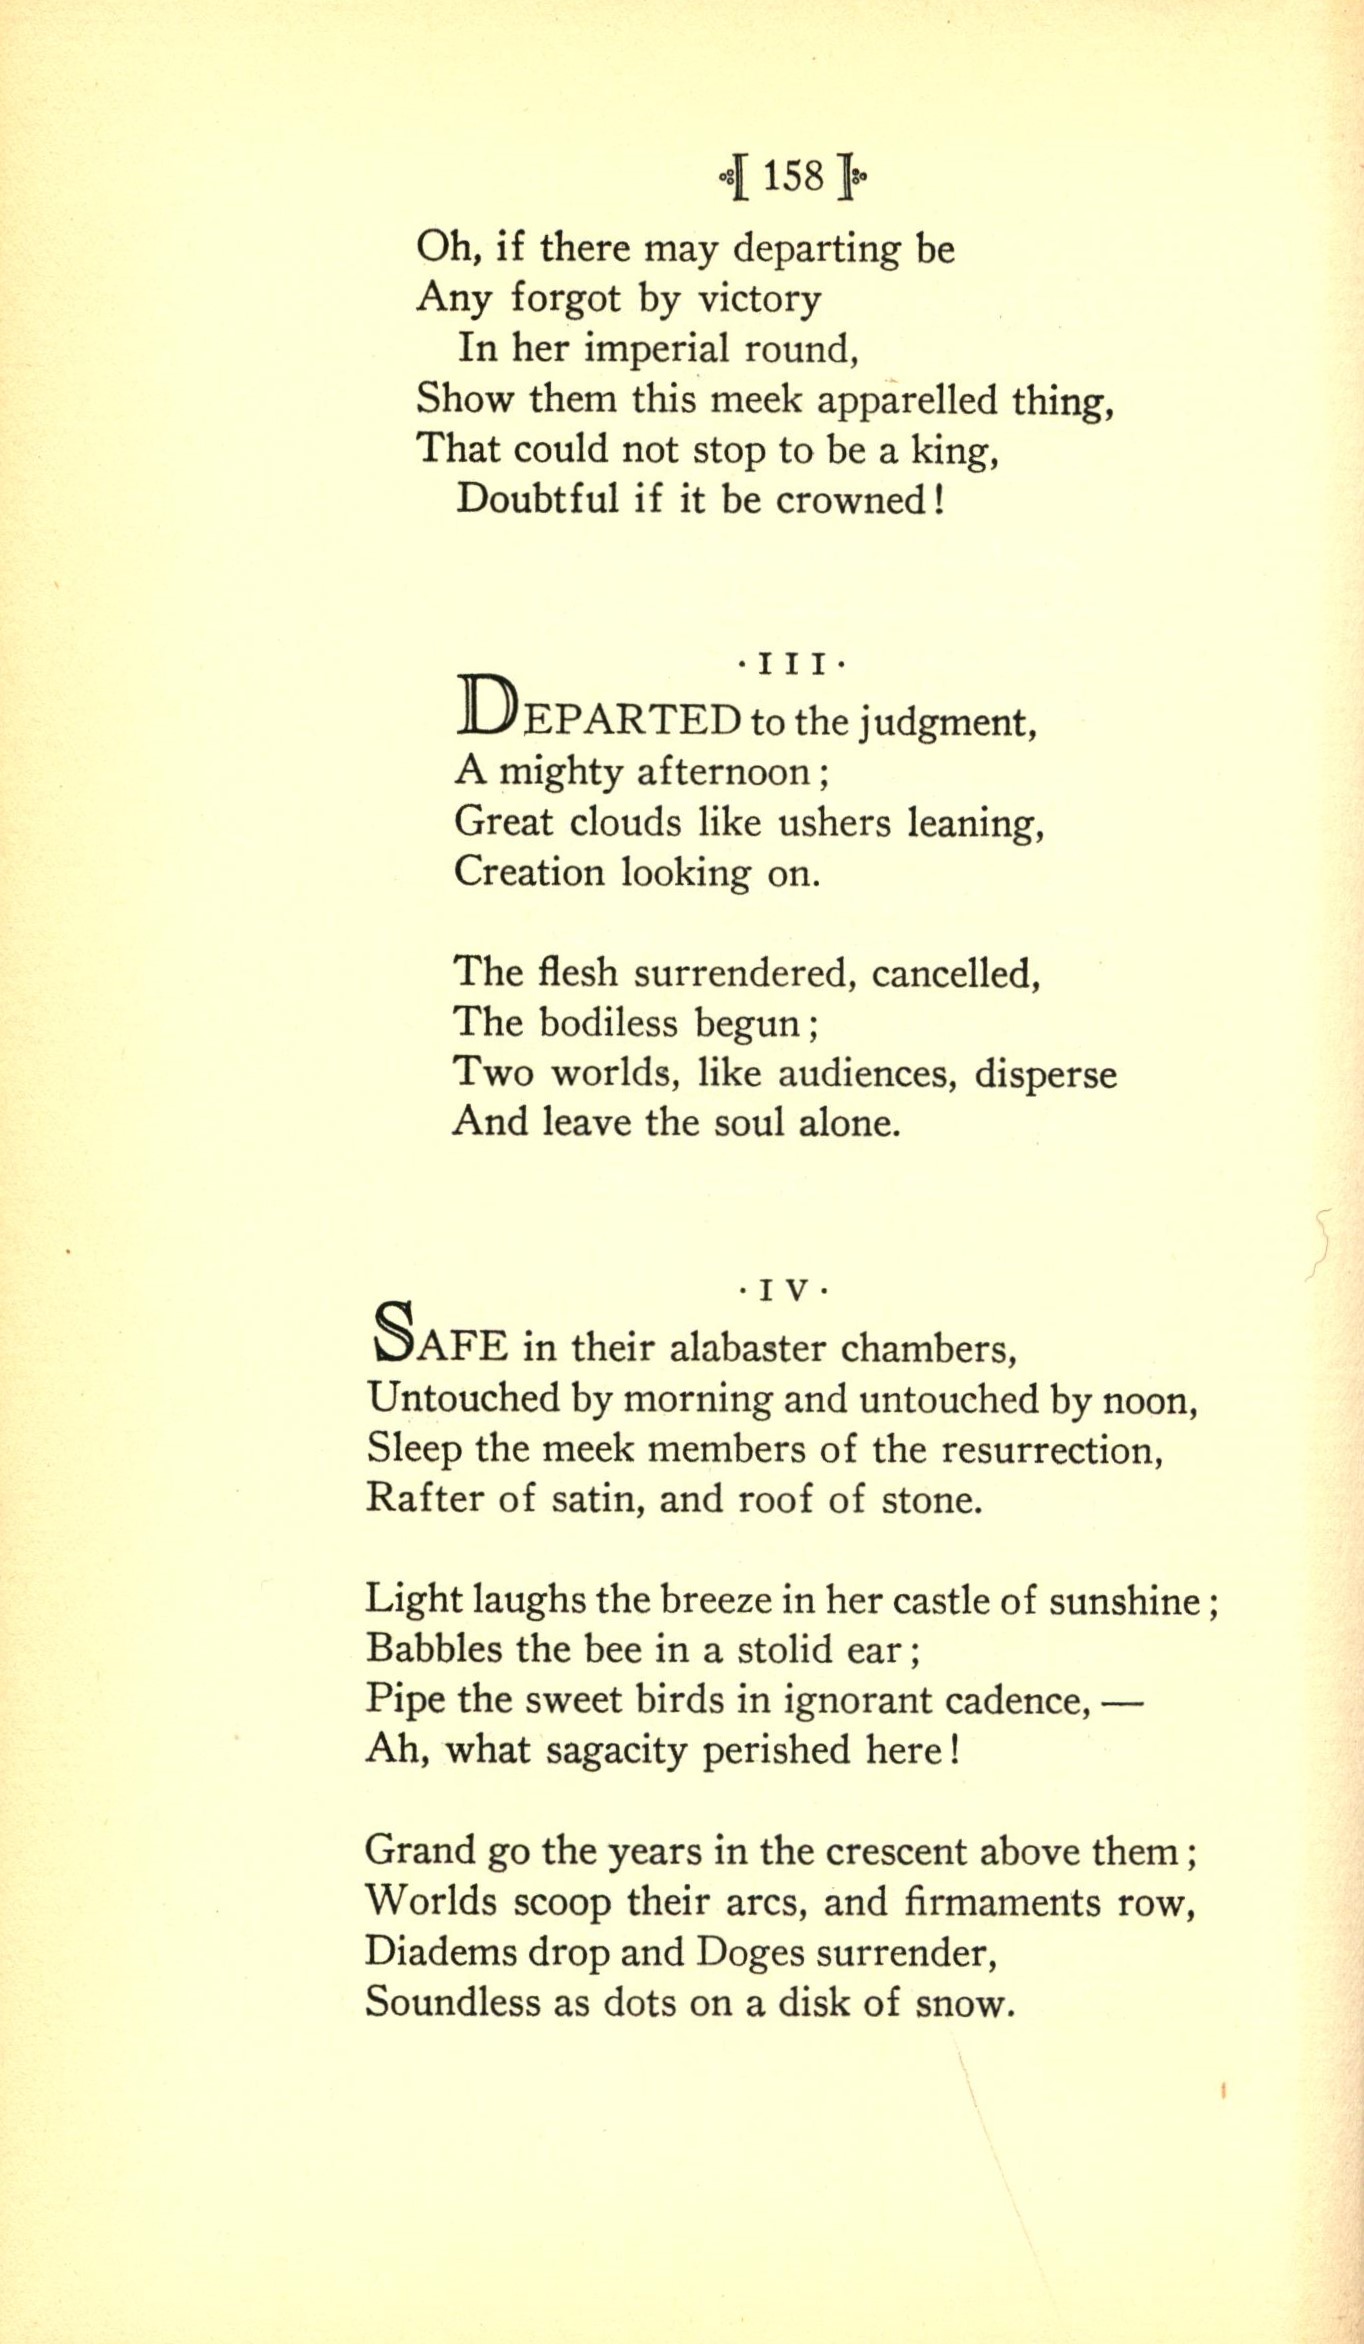 158
Oh, if there may departing be
Any forgot by victory
In her imperial round,
Show them this meek apparelled thing,
That could not stop to be a king,
Doubtful if it be crowned!
·III·
DEPARTED to the judgment,
A mighty afternoon;
Great clouds like ushers leaning,
Creation looking on.
The flesh surrendered, cancelled,
The bodiless begun;
Two worlds, like audiences, disperse
And leave the soul alone.
·IV·
SAFE in their alabaster chambers,
Untouched by morning and untouched by noon,
Sleep the meek members of the resurrection,
Rafter of satin, and roof of stone.
Light laughs the breeze in her castle of sunshine;
Babbles the bee in a stolid ear;
Pipe the sweet birds in ignorant cadence, —
Ah, what sagacity perished here!
Grand go the years in the crescent above them;
Worlds scoop their arcs, and firmaments row,
Diadems drop and Doges surrender,
Soundless as dots on a disk of snow.